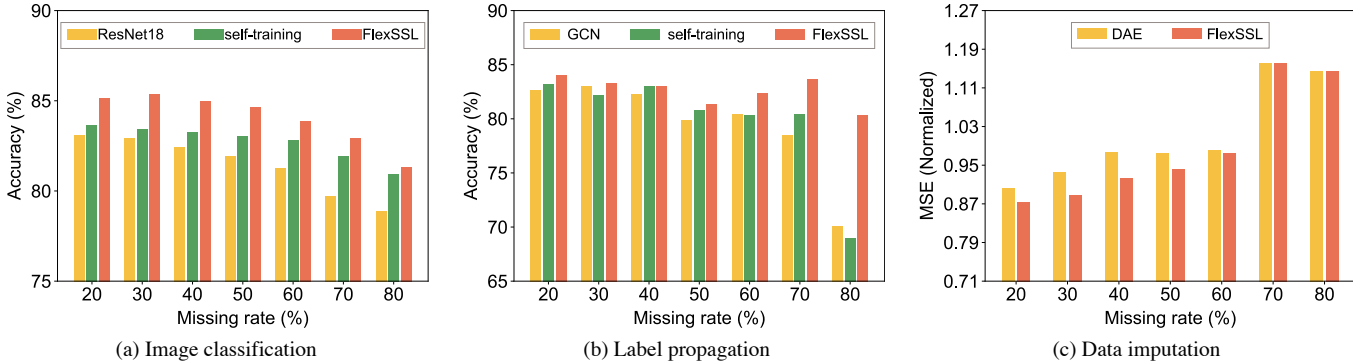 90
85
80
75
Accuracy (%)
ResNet18 self-training FlexSSL
20 30 40 50 60 70 80
Missing rate (%)
(a) Image classification
90
85
80
75
70
65
Accuracy (%)
GCN self-training FlexSSL
20 30 40 50 60 70 80
Missing rate (%)
(b) Label propagation
1.27
1.19
1.11
1.03
0.95
0.87
0.79
0.71
MSE (Normalized)
DAE FlexSSL
20 30 40 50 60 70 80
Missing rate (%)
(c) Data imputation